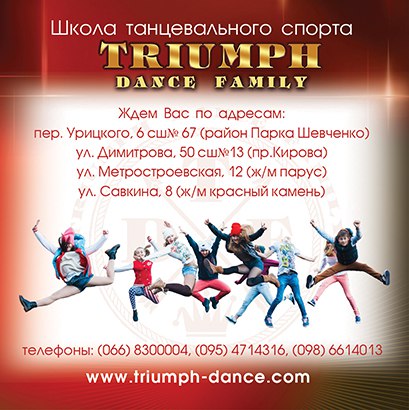 Школа танцевального спорта
TRIUMPH
DANCE FAMILY
Ждем Вас по адресам:
пер. Урицкого, 6 сш№ 67 (район Парка Шевченко)
ул. Димитрова, 50 сш№13 (пр.Кирова)
ул. Метростроевская, 12 (ж/м парус)
ул. Савкина, 8 (ж/м красный камень)
телефоны: (066) 8300004, (095) 4714316, (098) 6614013
www.triumph-dance.com